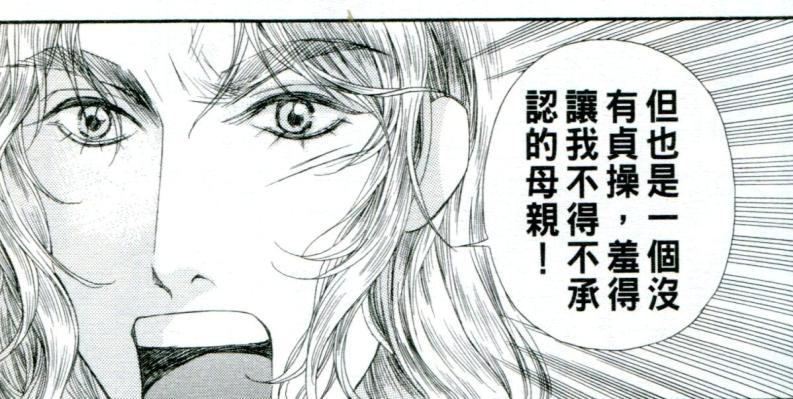 但也是一個沒
有貞操，羞得
讓我不得不承
認的母親！